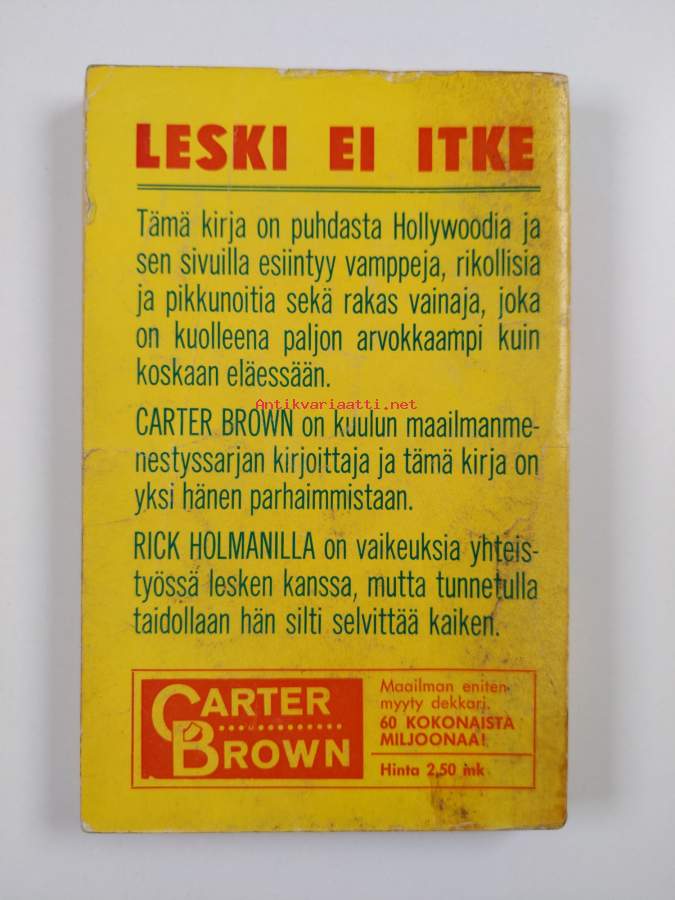 LESKI EI ITKE
Tämä kirja on puhdasta Hollywoodia ja
sen sivuilla esiintyy vamppeja, rikollisia
ja pikkunoitia sekä rakas vainaja, joka
on kuolleena paljon arvokkaampi kuin
koskaan eläessään.
Antikvariaatti.net
CARTER BROWN on kuulun maailmanme-
nestyssarjan kirjoittaja ja tämä kirja on
yksi hänen parhaimmistaan.
RICK HOLMANILLA on vaikeuksia yhteis-
työssä lesken kanssa, mutta tunnetulla
taidollaan hän silti selvittää kaiken.
CARTER
BROWN
Maailman eniten
myyty dekkari.
60 KOKONAISTA
MILJOONAA!
Hinta 2,50 mk